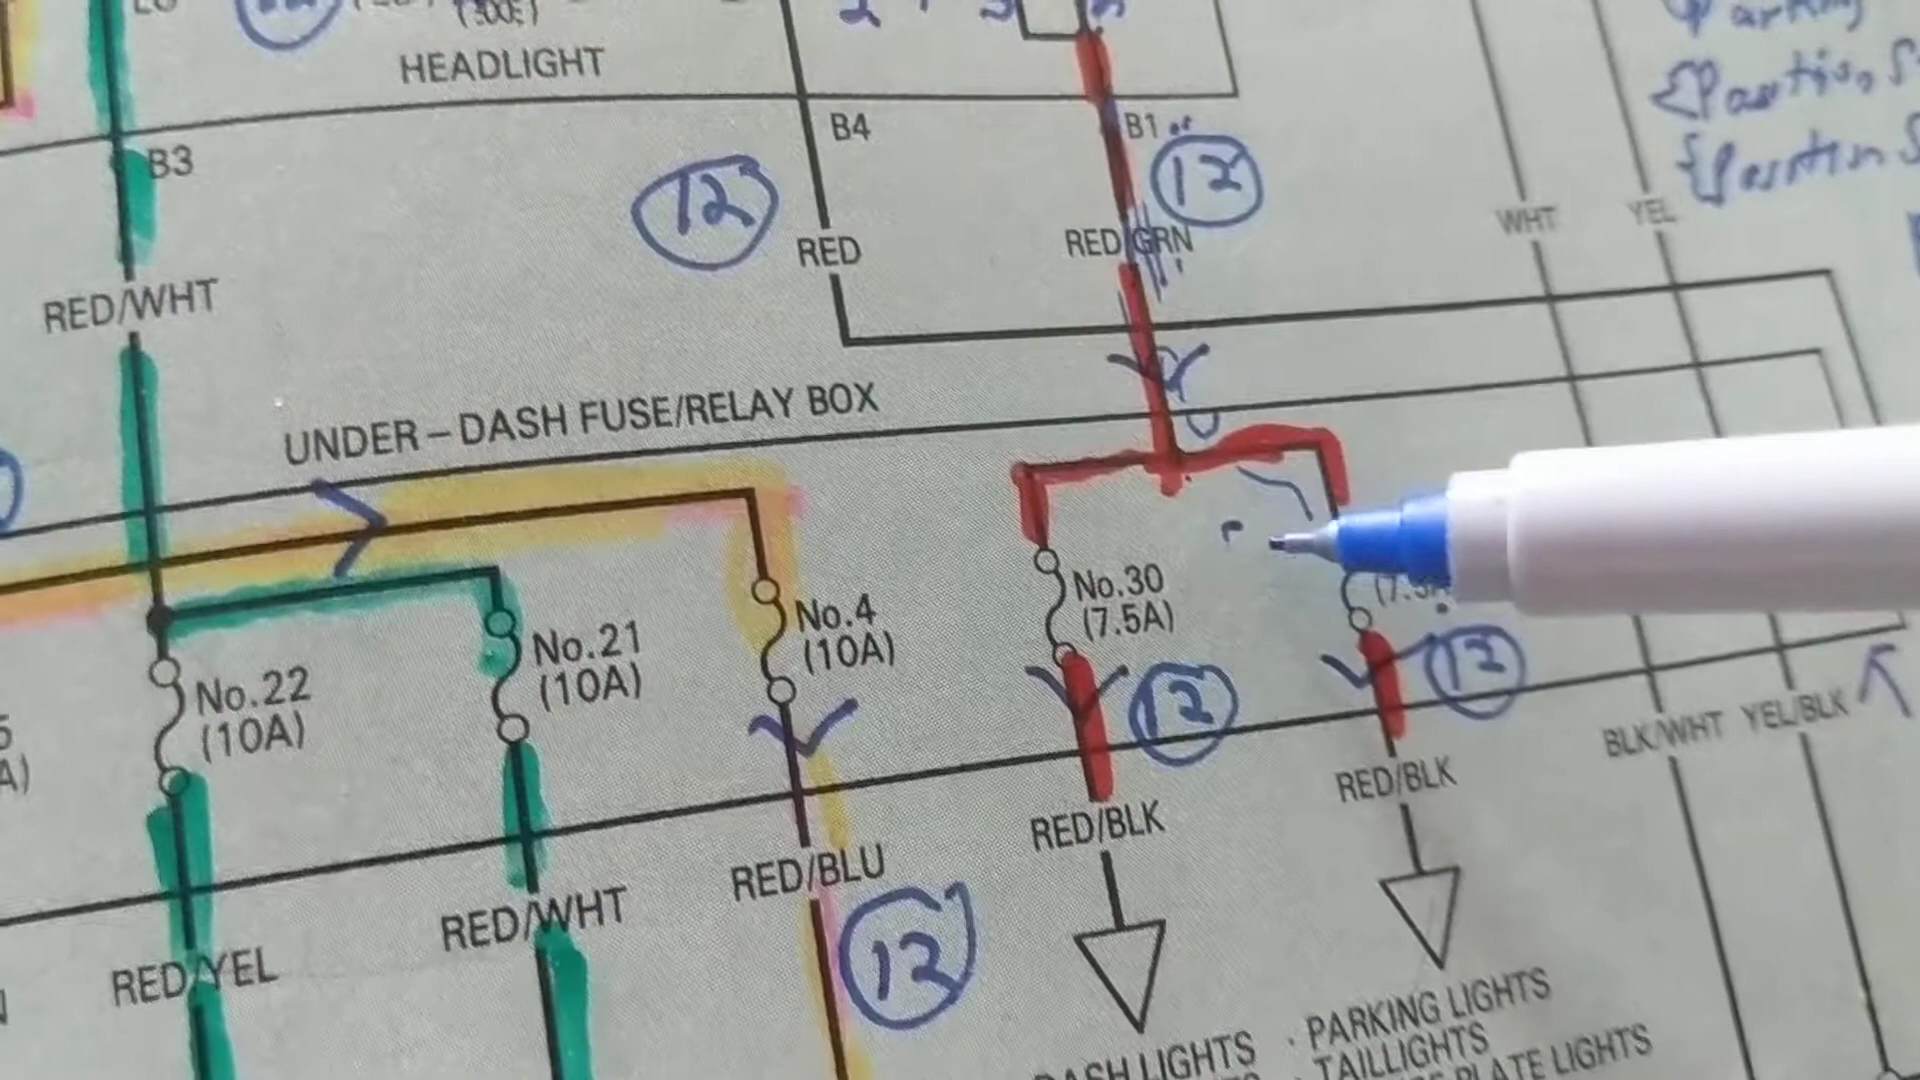 HEADLIGHT
B4
B1
B3
12
12
RED
RED/GRN
WHT
YEL
RED/WHT
UNDER-DASH FUSE/RELAY BOX
No.30
(7.5A)
No.4
(10A)
No.21
(10A)
No.22
(10A)
12
12
BLK/WHT
YEL/BLK
RED/BLK
RED/BLK
RED/BLU
RED/WHT
RED/YEL
12
DASH LIGHTS
· PARKING LIGHTS
TAILLIGHTS
PLATE LIGHTS